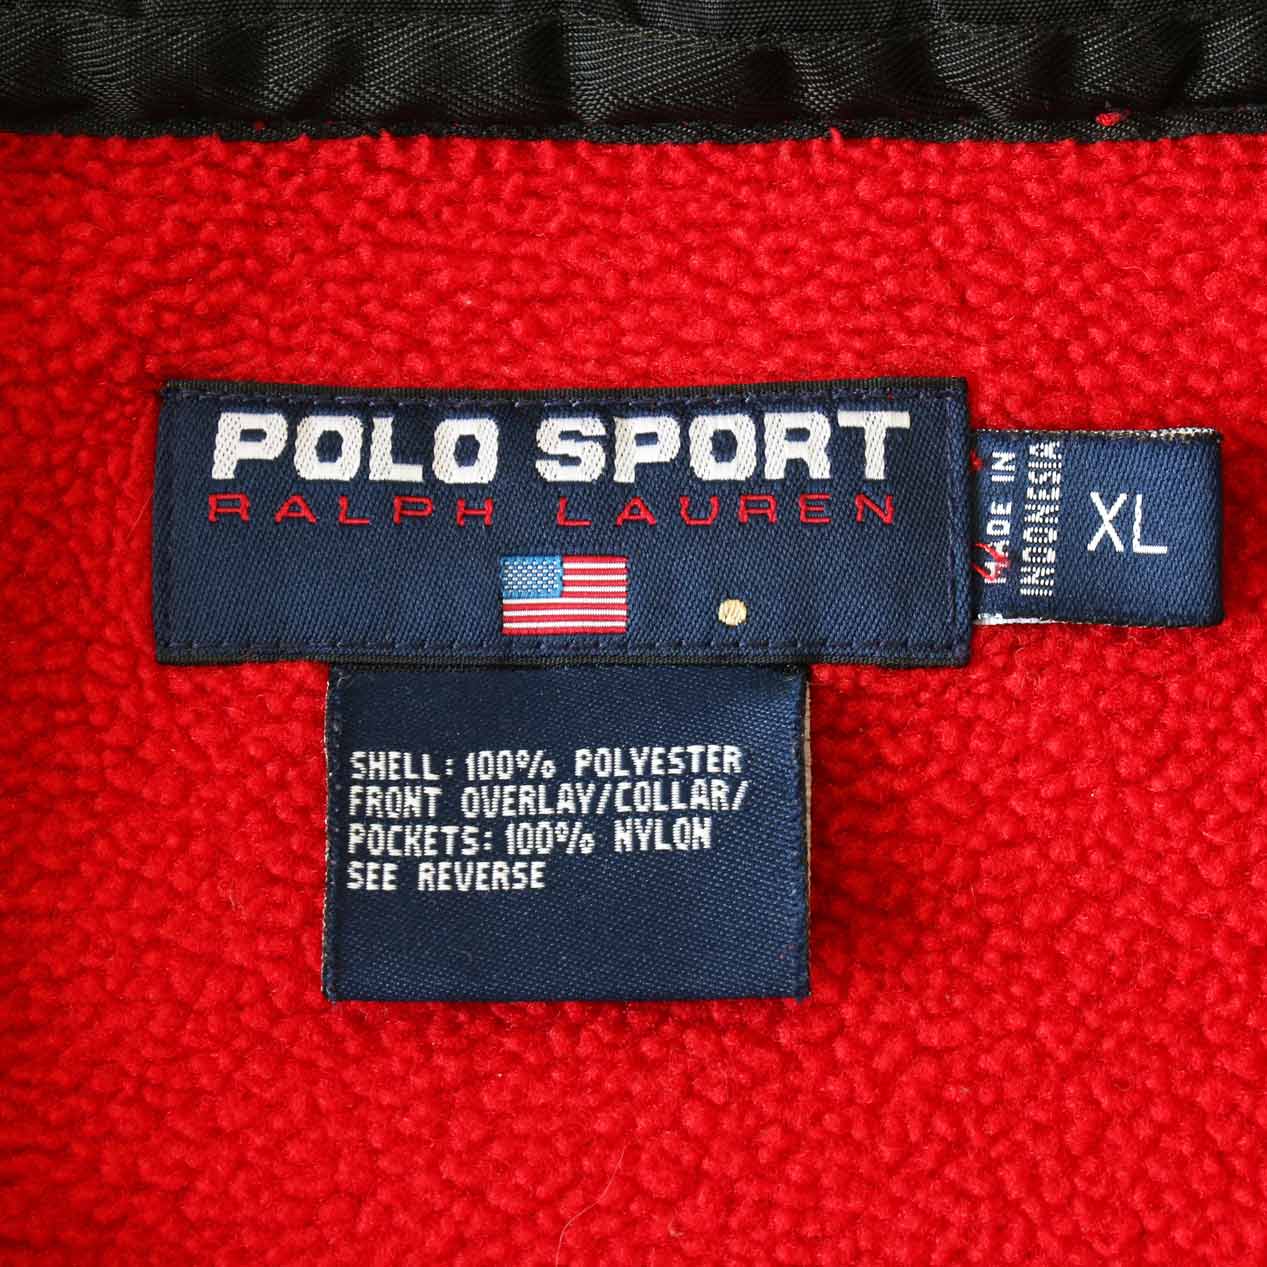 POLO SPORT
RALPH LAUREN
MADE IN
INDONESIA
XL
SHELL: 100% POLYESTER
FRONT OVERLAY/COLLAR/
POCKETS: 100% NYLON
SEE REVERSE